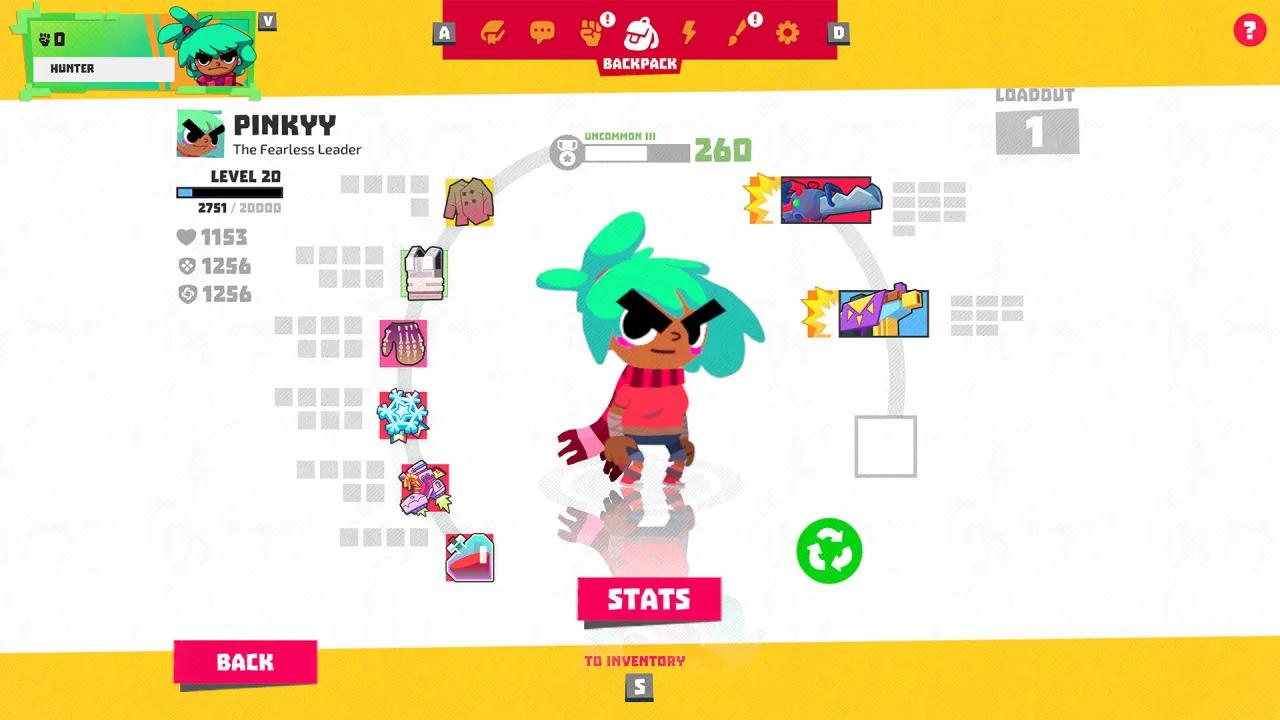 0
V
HUNTER
A
!
!
D
BACKPACK
?
PINKYY
The Fearless Leader
LEVEL 20
2751 / 20000
1153
1256
1256
UNCOMMON III
260
LOADOUT
1
STATS
BACK
TO INVENTORY
S